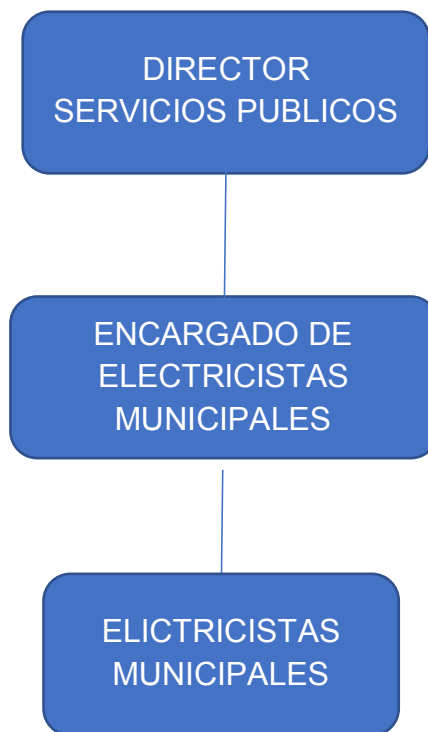 DIRECTOR
SERVICIOS PUBLICOS
ENCARGADO DE
ELECTRICISTAS
MUNICIPALES
ELICTRICISTAS
MUNICIPALES